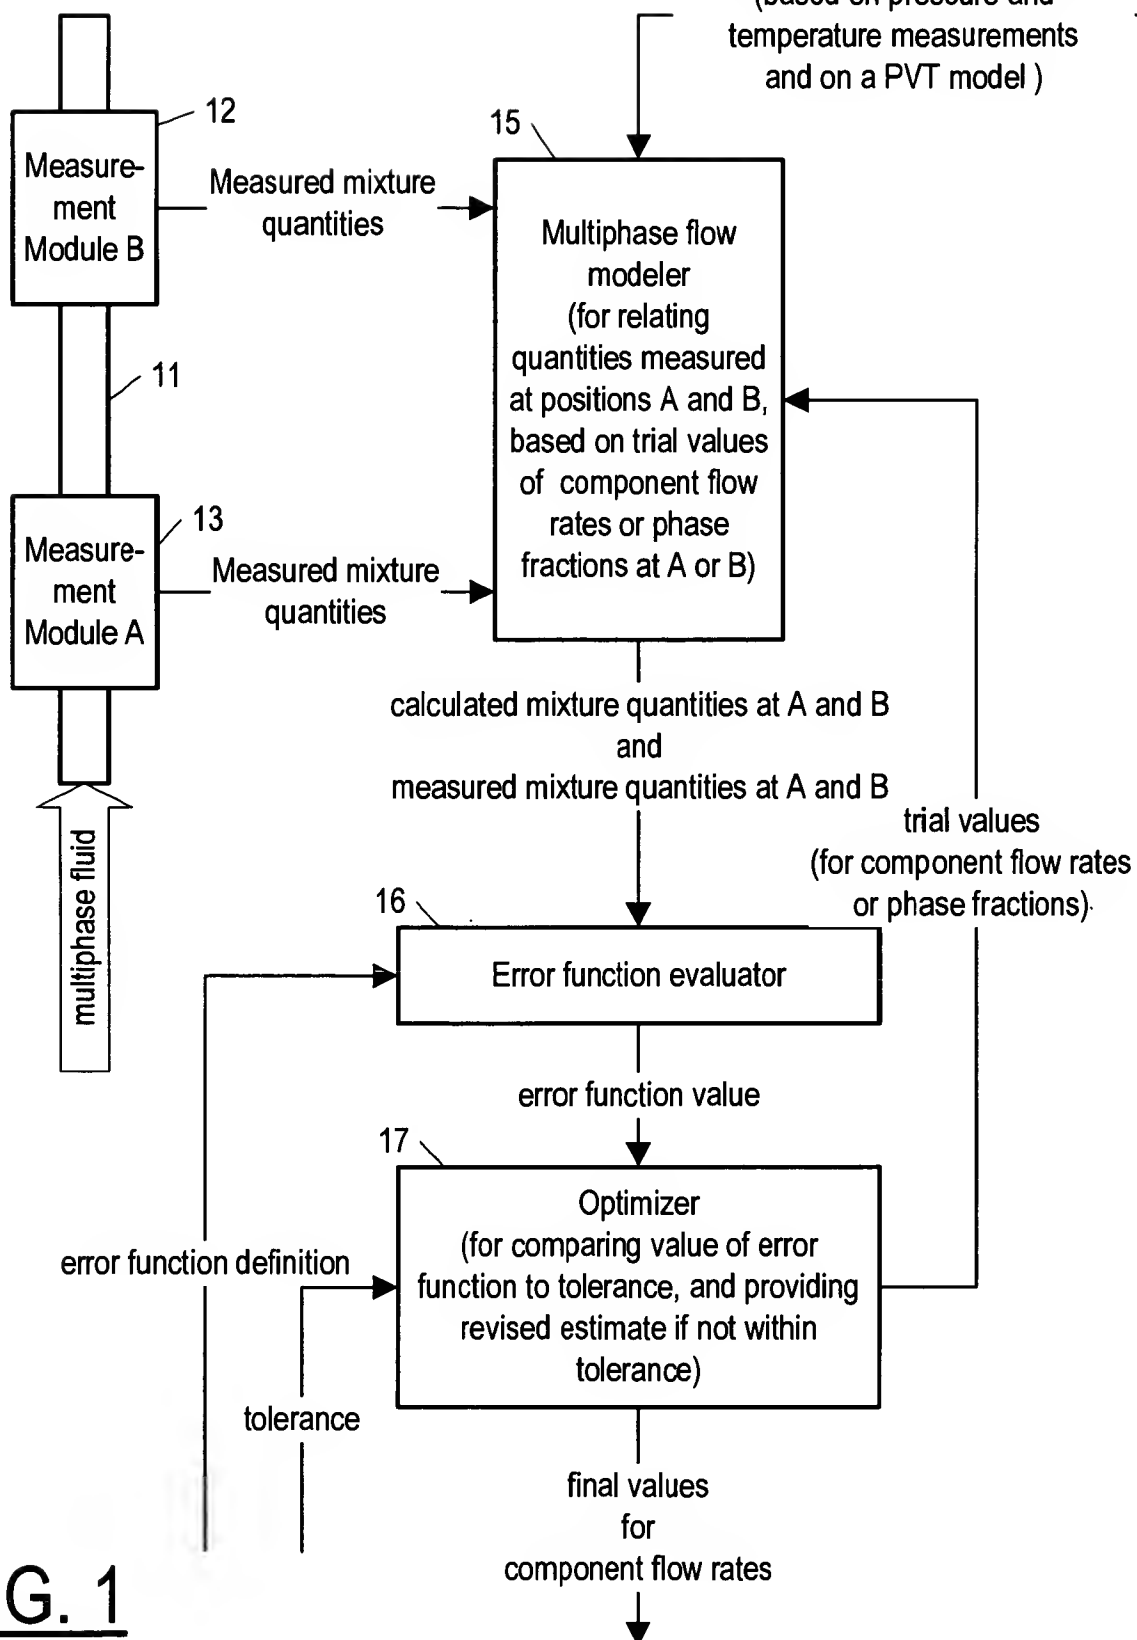 (based on pressure and
temperature measurements
and on a PVT model )
12
15
Measure-
ment
Module B
Measured mixture
quantities
Multiphase flow
modeler
(for relating
quantities measured
at positions A and B,
based on trial values
of component flow
rates or phase
fractions at A or B)
11
13
Measure-
ment
Module A
Measured mixture
quantities
calculated mixture quantities at A and B
and
measured mixture quantities at A and B
trial values
(for component flow rates
or phase fractions)
multiphase fluid
16
Error function evaluator
error function value
17
Optimizer
(for comparing value of error
function to tolerance, and providing
revised estimate if not within
tolerance)
error function definition
tolerance
final values
for
component flow rates
G. 1